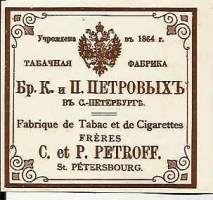 Учреждена въ 1864 г.
ТАБАЧНАЯ ФАБРИКА
Бр. К. и П. ПЕТРОВЫХЪ
ВЪ С.-ПЕТЕРБУРГѢ.
Fabrique de Tabac et de Cigarettes
FRÈRES
C. et P. PETROFF.
St. PÉTERSBOURG.